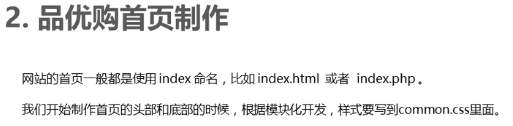 2. 品优购首页制作
网站的首页一般都是使用 index 命名，比如 index.html 或者 index.php 。
我们开始制作首页的头部和底部的时候，根据模块化开发，样式要写到common.css里面。